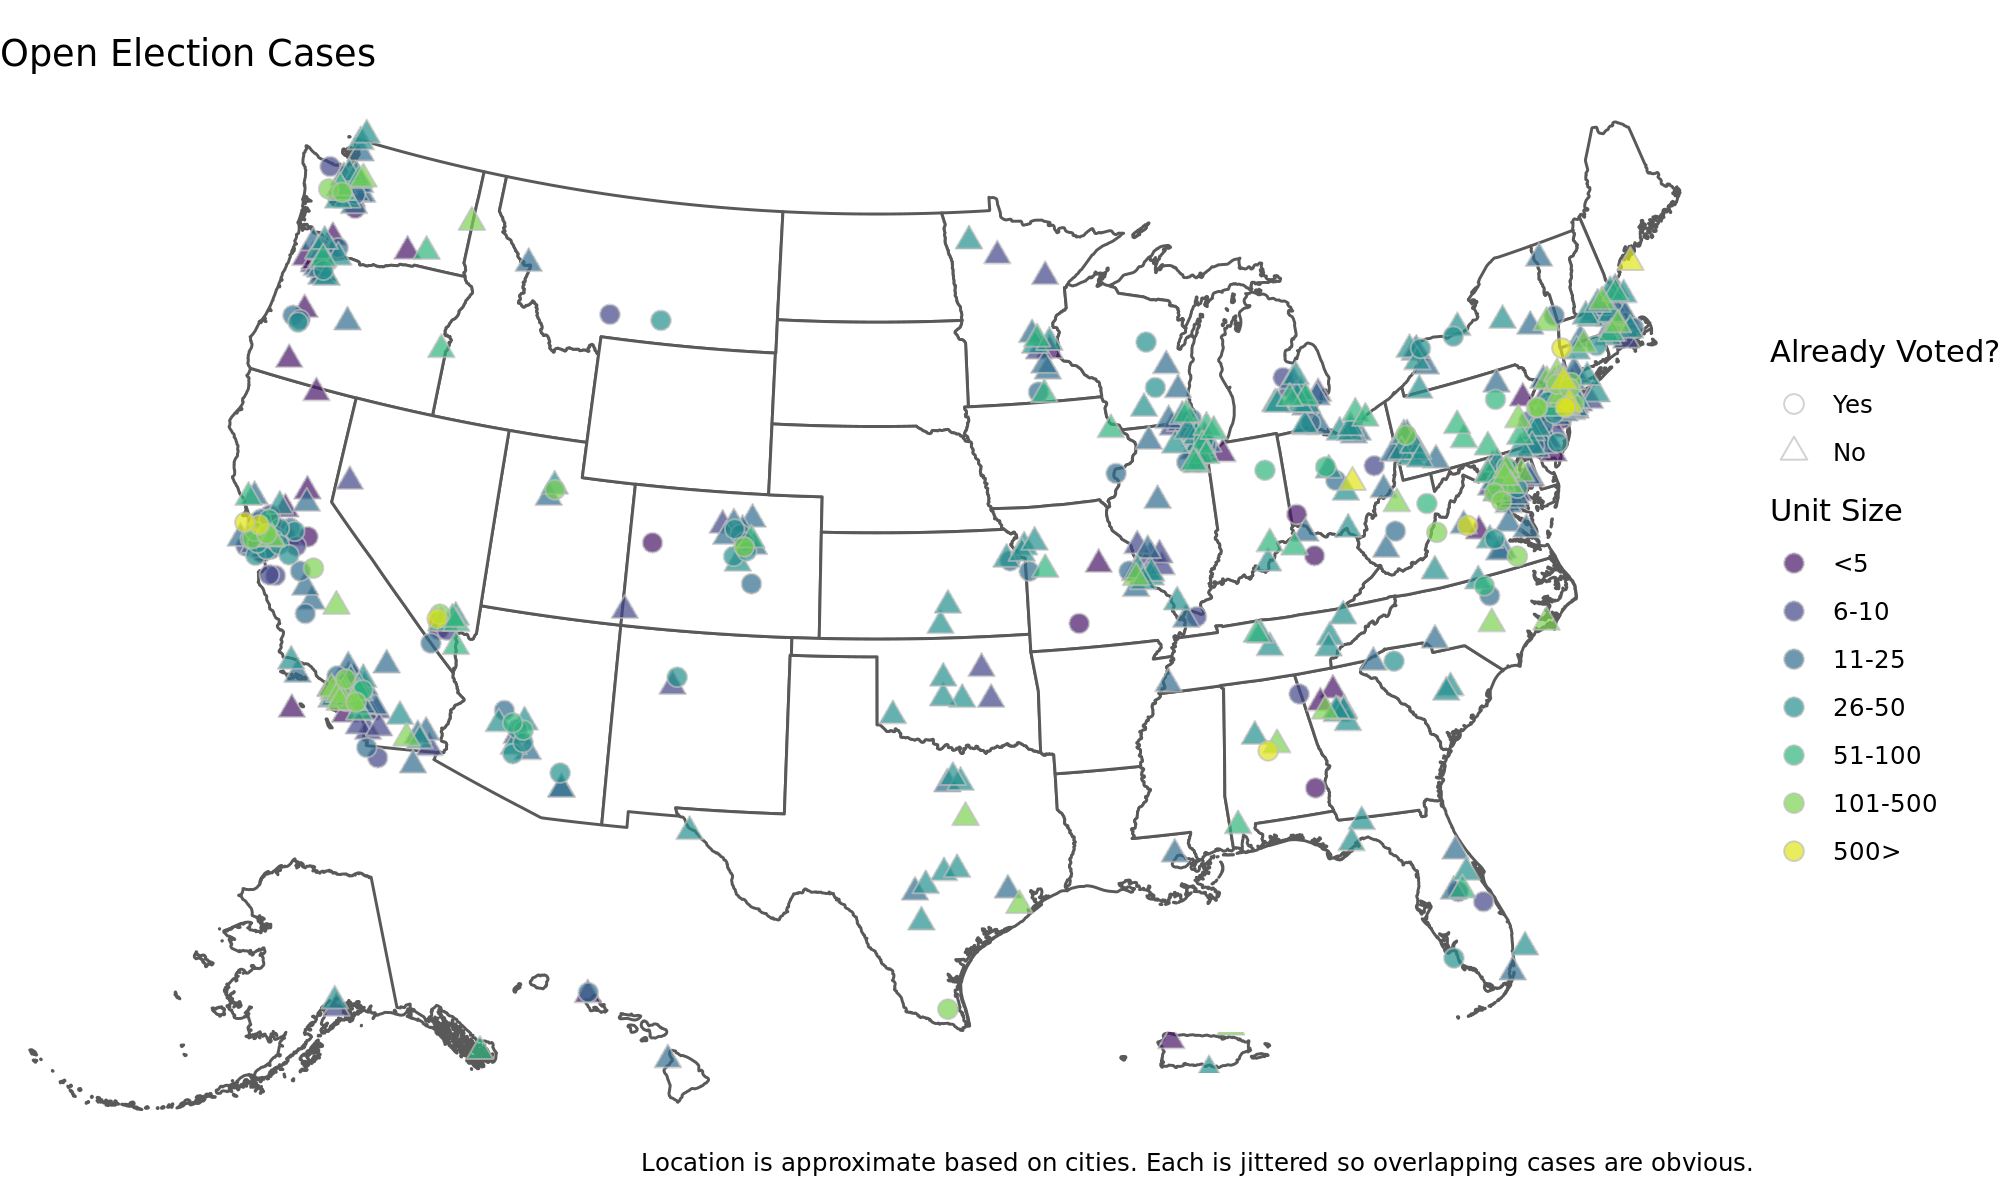 Open Election Cases
Already Voted?
Yes
No
Unit Size
<5
6-10
11-25
26-50
51-100
101-500
500>
Location is approximate based on cities. Each is jittered so overlapping cases are obvious.